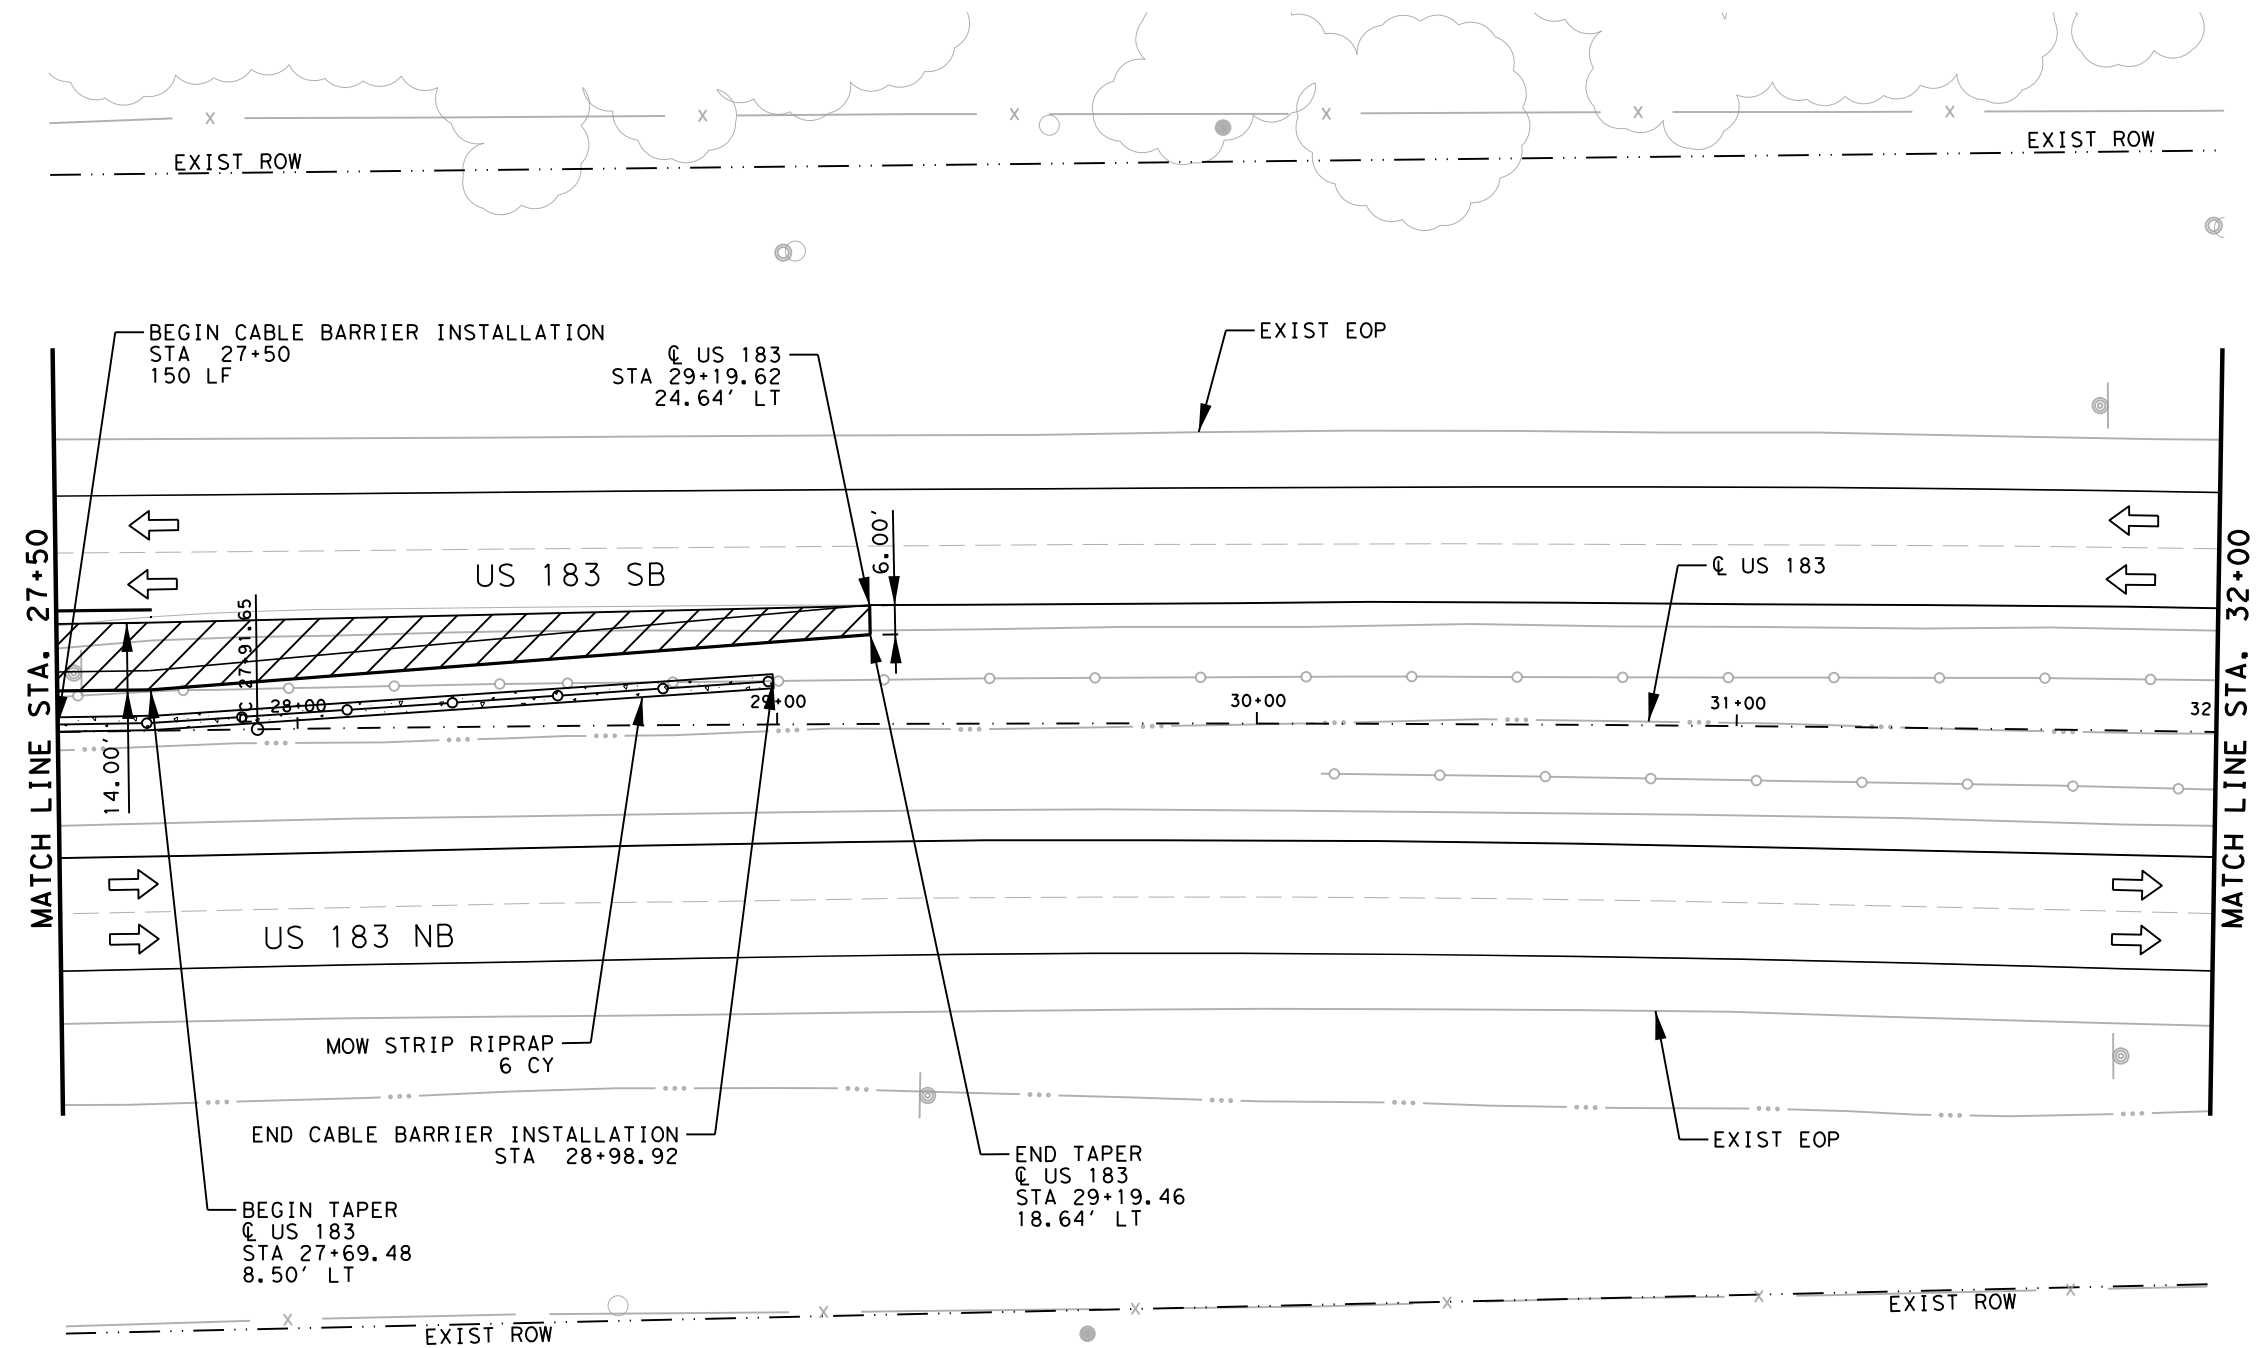 EXIST ROW
EXIST ROW
BEGIN CABLE BARRIER INSTALLATION
STA 27+50
150 LF
℄ US 183
STA 29+19.62
24.64' LT
EXIST EOP
6.00'
US 183 SB
℄ US 183
MATCH LINE STA. 27+50
MATCH LINE STA. 32+00
PC 27+91.65
28+00
29+00
30+00
31+00
32
14.00'
US 183 NB
MOW STRIP RIPRAP
6 CY
END CABLE BARRIER INSTALLATION
STA 28+98.92
END TAPER
℄ US 183
STA 29+19.46
18.64' LT
EXIST EOP
BEGIN TAPER
℄ US 183
STA 27+69.48
8.50' LT
EXIST ROW
EXIST ROW